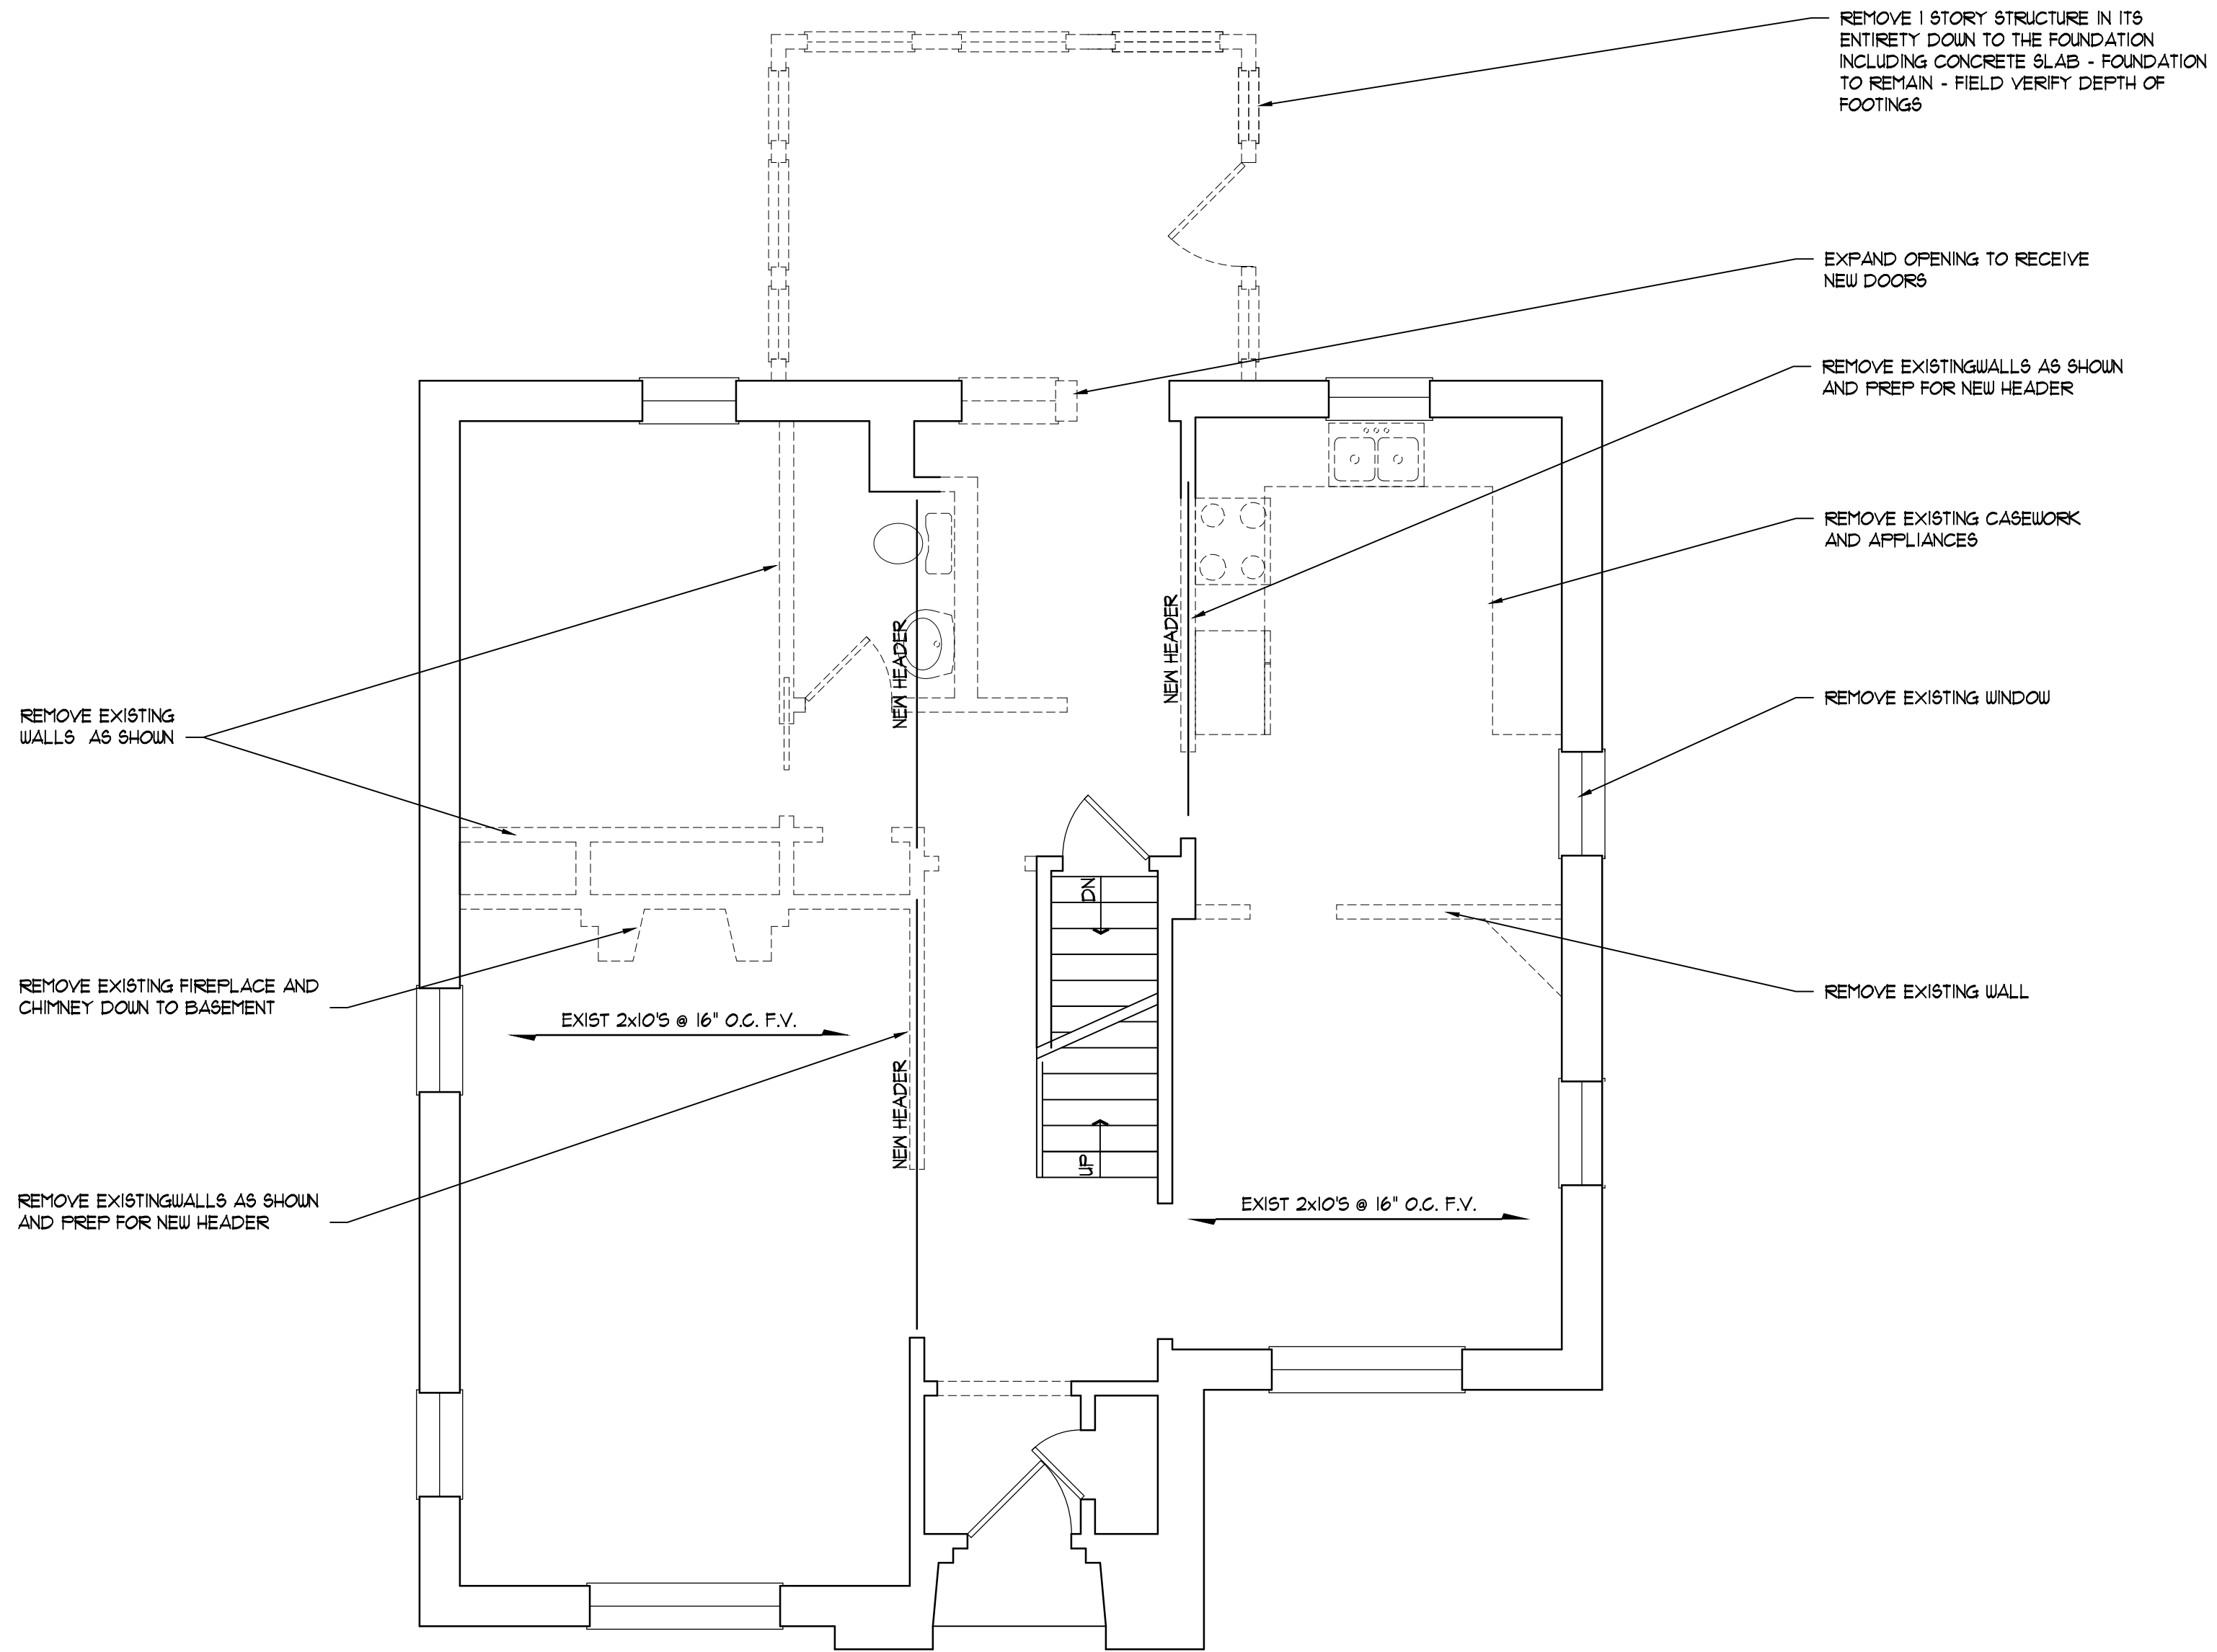 REMOVE 1 STORY STRUCTURE IN ITS
ENTIRETY DOWN TO THE FOUNDATION
INCLUDING CONCRETE SLAB - FOUNDATION
TO REMAIN - FIELD VERIFY DEPTH OF
FOOTINGS
EXPAND OPENING TO RECEIVE
NEW DOORS
REMOVE EXISTINGWALLS AS SHOWN
AND PREP FOR NEW HEADER
REMOVE EXISTING CASEWORK
AND APPLIANCES
NEW HEADER
NEW HEADER
REMOVE EXISTING WINDOW
REMOVE EXISTING
WALLS AS SHOWN
DN
REMOVE EXISTING FIREPLACE AND
CHIMNEY DOWN TO BASEMENT
REMOVE EXISTING WALL
EXIST 2x10'S @ 16" O.C. F.V.
NEW HEADER
UP
REMOVE EXISTINGWALLS AS SHOWN
AND PREP FOR NEW HEADER
EXIST 2x10'S @ 16" O.C. F.V.